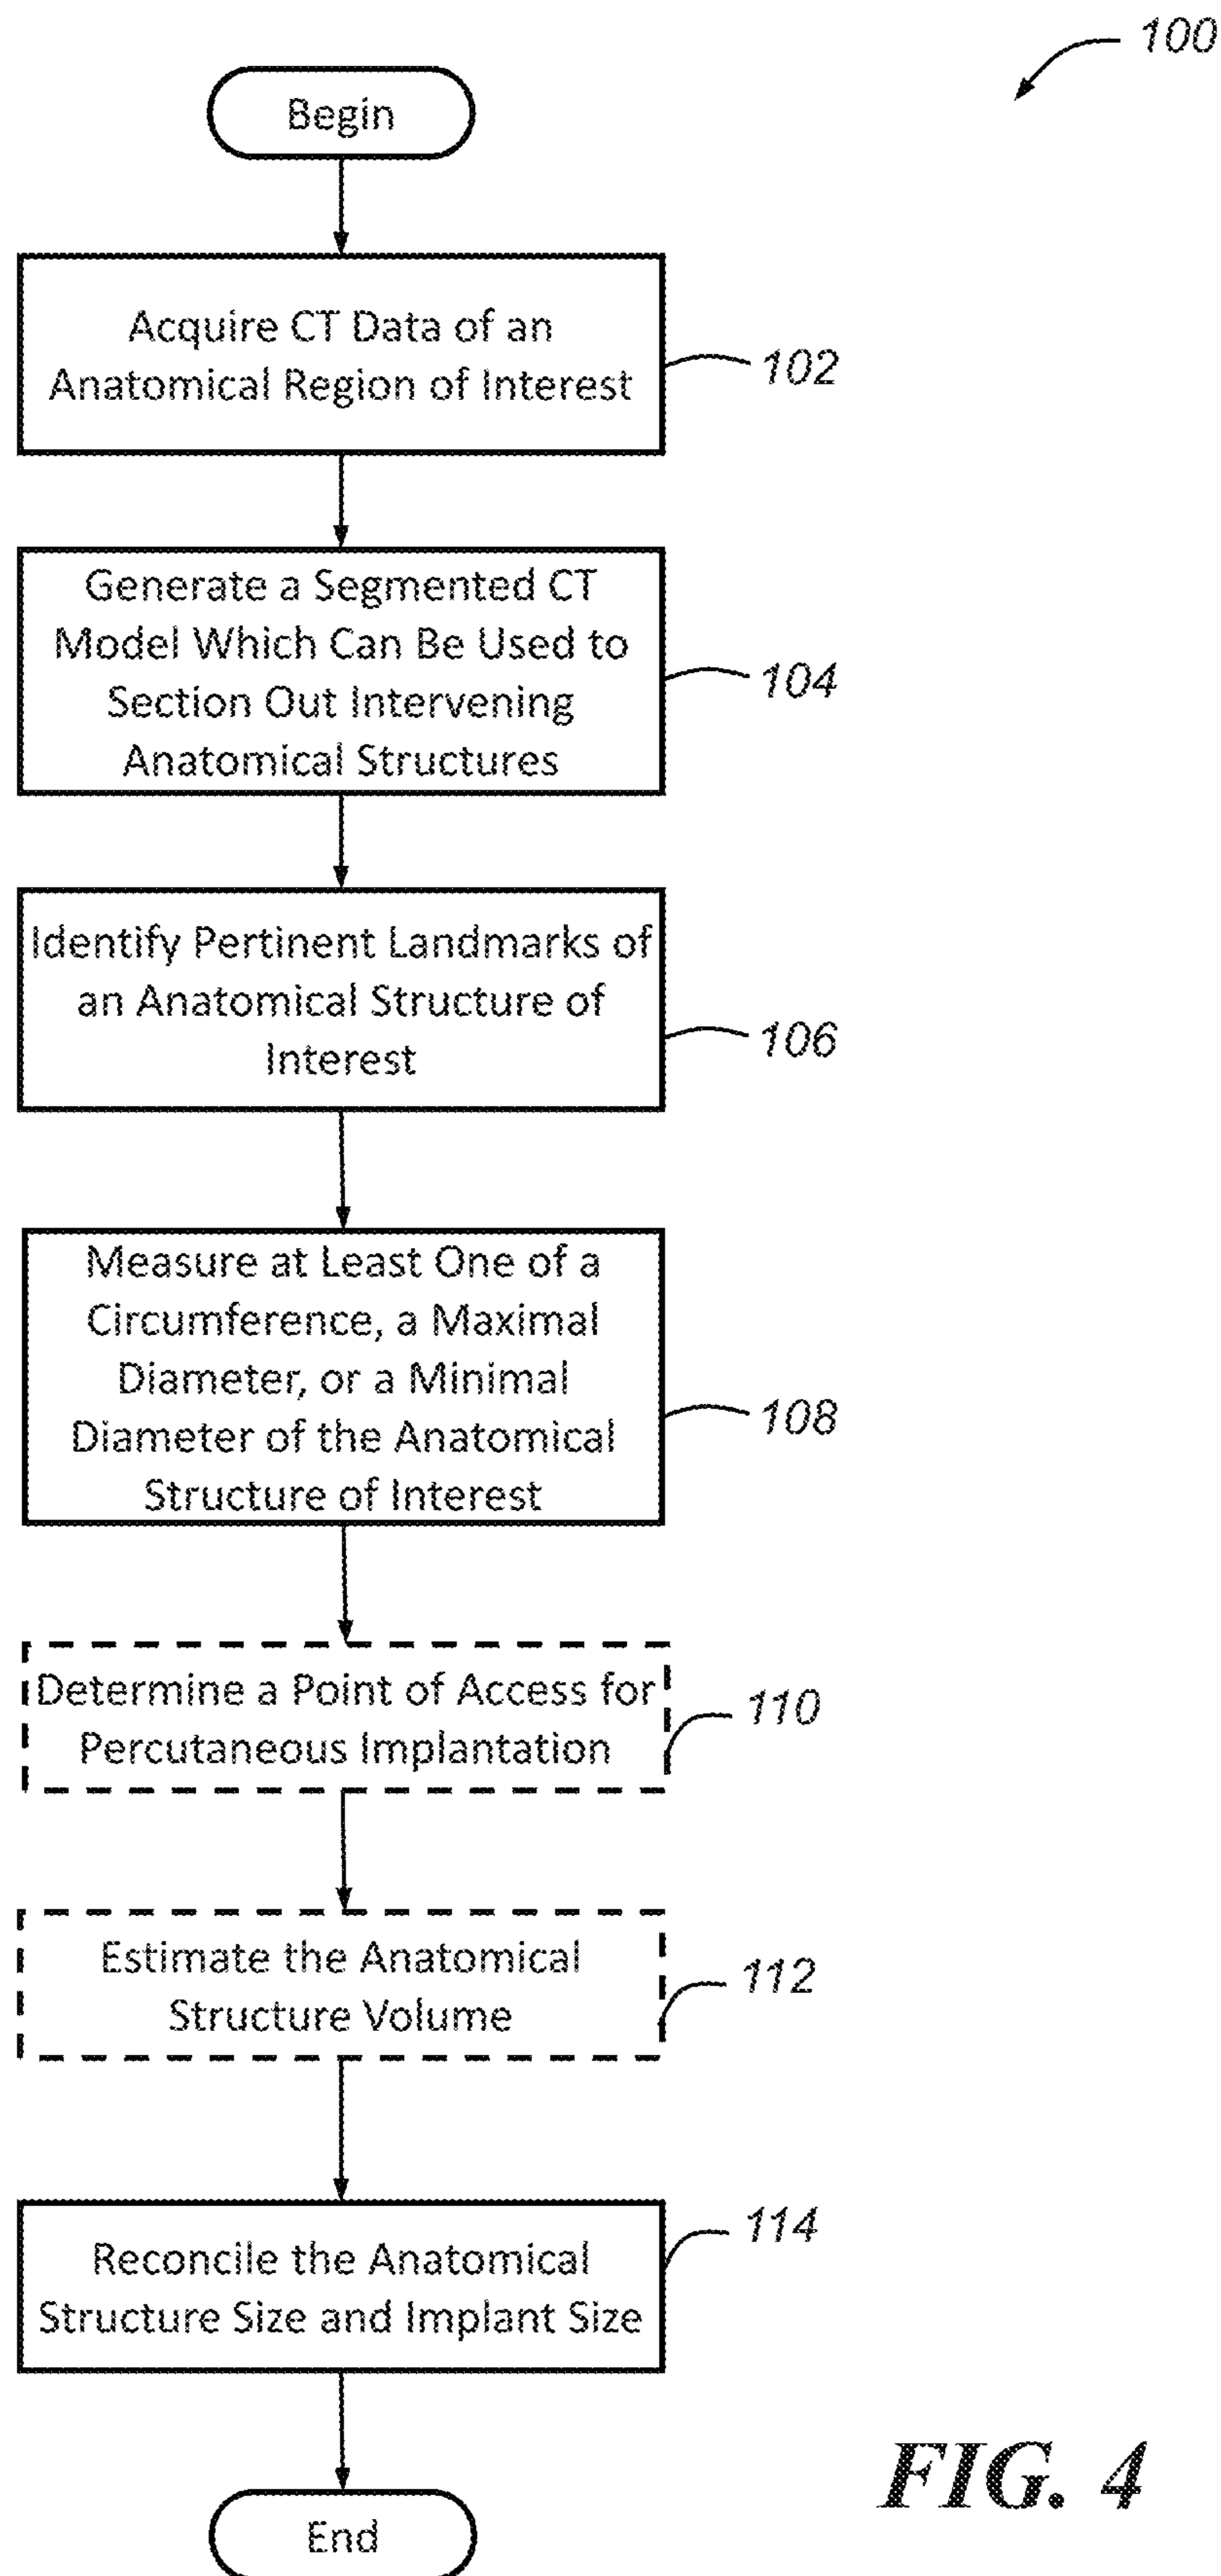 100
Begin
Acquire CT Data of an
Anatomical Region of Interest
102
Generate a Segmented CT
Model Which Can Be Used to
Section Out Intervening
Anatomical Structures
104
Identify Pertinent Landmarks of
an Anatomical Structure of
Interest
106
Measure at Least One of a
Circumference, a Maximal
Diameter, or a Minimal
Diameter of the Anatomical
Structure of Interest
108
Determine a Point of Access for
Percutaneous Implantation
110
Estimate the Anatomical
Structure Volume
112
Reconcile the Anatomical
Structure Size and Implant Size
114
End
FIG. 4